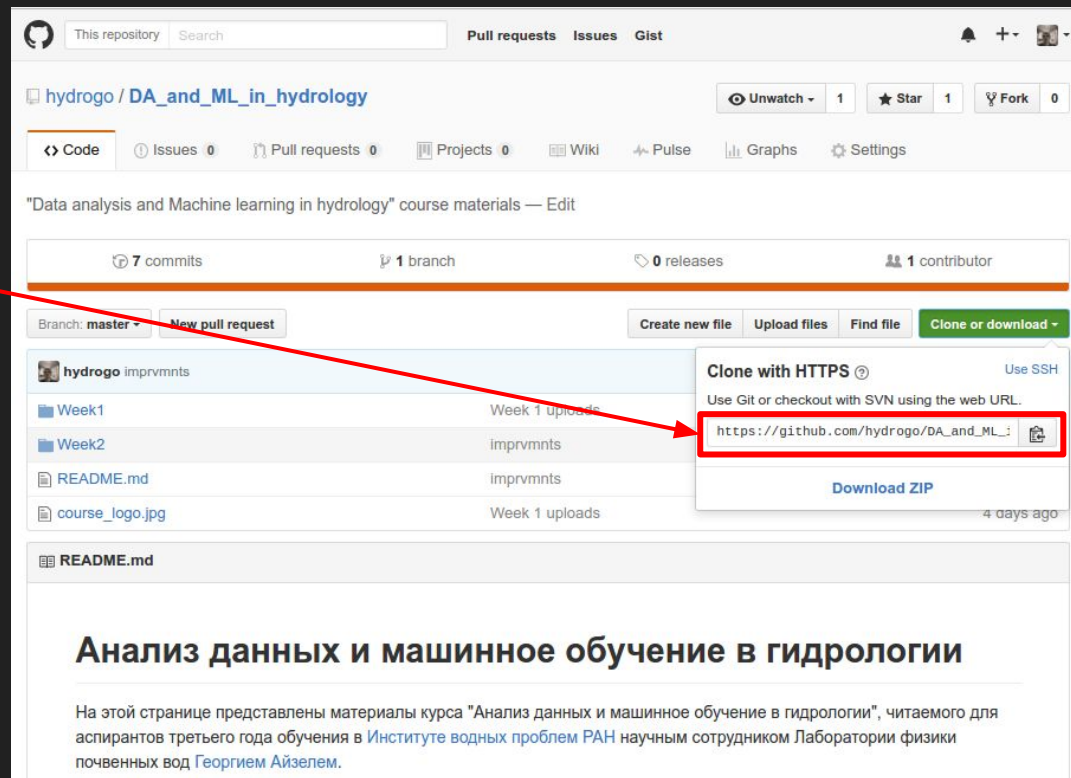 This repository Search Pull requests Issues Gist
hydrogo / DA_and_ML_in_hydrology Unwatch 1 Star 1 Fork 0
Code Issues 0 Pull requests 0 Projects 0 Wiki Pulse Graphs Settings
"Data analysis and Machine learning in hydrology" course materials — Edit
7 commits 1 branch 0 releases 1 contributor
Branch: master New pull request Create new file Upload files Find file Clone or download
hydrogo imprvmnts
Clone with HTTPS Use SSH
Use Git or checkout with SVN using the web URL.
Week1 Week 1 uploads
https://github.com/hydrogo/DA_and_ML_i
Week2 imprvmnts
README.md imprvmnts
Download ZIP
course_logo.jpg Week 1 uploads 4 days ago
README.md
Анализ данных и машинное обучение в гидрологии
На этой странице представлены материалы курса "Анализ данных и машинное обучение в гидрологии", читаемого для
аспирантов третьего года обучения в Институте водных проблем РАН научным сотрудником Лаборатории физики
почвенных вод Георгием Айзелем.